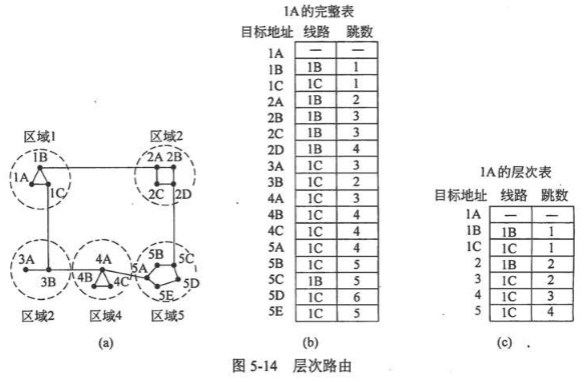 区域1
区域2
1B
1A
1C
2A 2B
2C 2D
3A
3B
4A
4B
4C
5B
5C
5A
5D
5E
区域2
区域4
区域5
(a)
1A的完整表
目标地址 线路 跳数
1A — —
1B 1B 1
1C 1C 1
2A 1B 2
2B 1B 3
2C 1B 3
2D 1B 4
3A 1C 3
3B 1C 2
4A 1C 3
4B 1C 4
4C 1C 4
5A 1C 4
5B 1C 5
5C 1B 5
5D 1C 6
5E 1C 5
(b)
1A的层次表
目标地址 线路 跳数
1A — —
1B 1B 1
1C 1C 1
2 1B 2
3 1C 2
4 1C 3
5 1C 4
(c)
图 5-14 层次路由